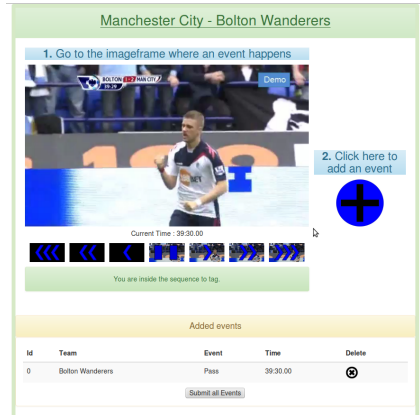 Manchester City - Bolton Wanderers
1. Go to the imageframe where an event happens
BOLTON 1-2 MAN CITY
39:29
Demo
2. Click here to
add an event
Current Time : 39:30.00
You are inside the sequence to tag.
Added events
Id Team Event Time Delete
0 Bolton Wanderers Pass 39:30.00
Submit all Events